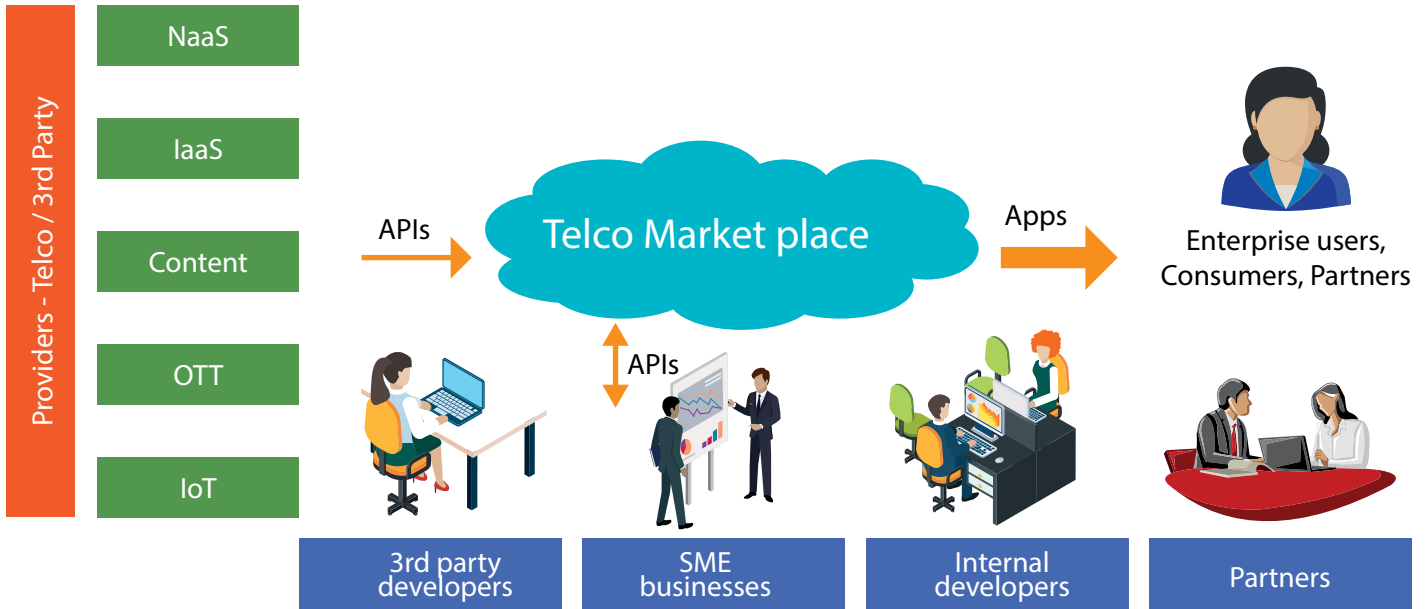 Providers - Telco / 3rd Party
NaaS
IaaS
Content
OTT
IoT
APIs
Telco Market place
Apps
Enterprise users,
Consumers, Partners
APIs
3rd party
developers
SME
businesses
Internal
developers
Partners